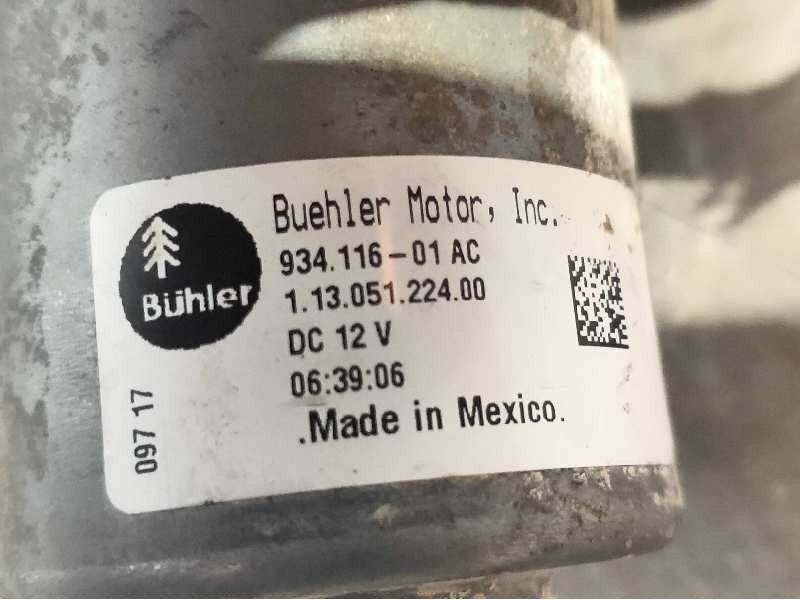 Bühler
Buehler Motor, Inc.
934.116-01 AC
1.13.051.224.00
DC 12 V
06:39:06
.Made in Mexico.
097 17